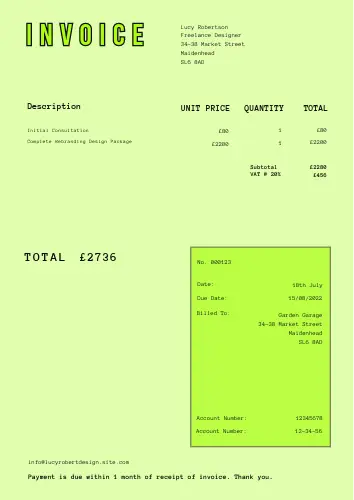 INVOICE
Lucy Robertson
Freelance Designer
34-38 Market Street
Maidenhead
SL6 8AD
Description UNIT PRICE QUANTITY TOTAL
Initial Consultation £80 1 £80
Complete Rebranding Design Package £2200 1 £2200
Subtotal £2280
VAT @ 20% £456
TOTAL £2736
No. 000123
Date: 18th July
Due Date: 15/08/2022
Billed To: Garden Garage
34-38 Market Street
Maidenhead
SL6 8AD
Account Number: 12345678
Account Number: 12-34-56
info@lucyrobertdesign.site.com
Payment is due within 1 month of receipt of invoice. Thank you.